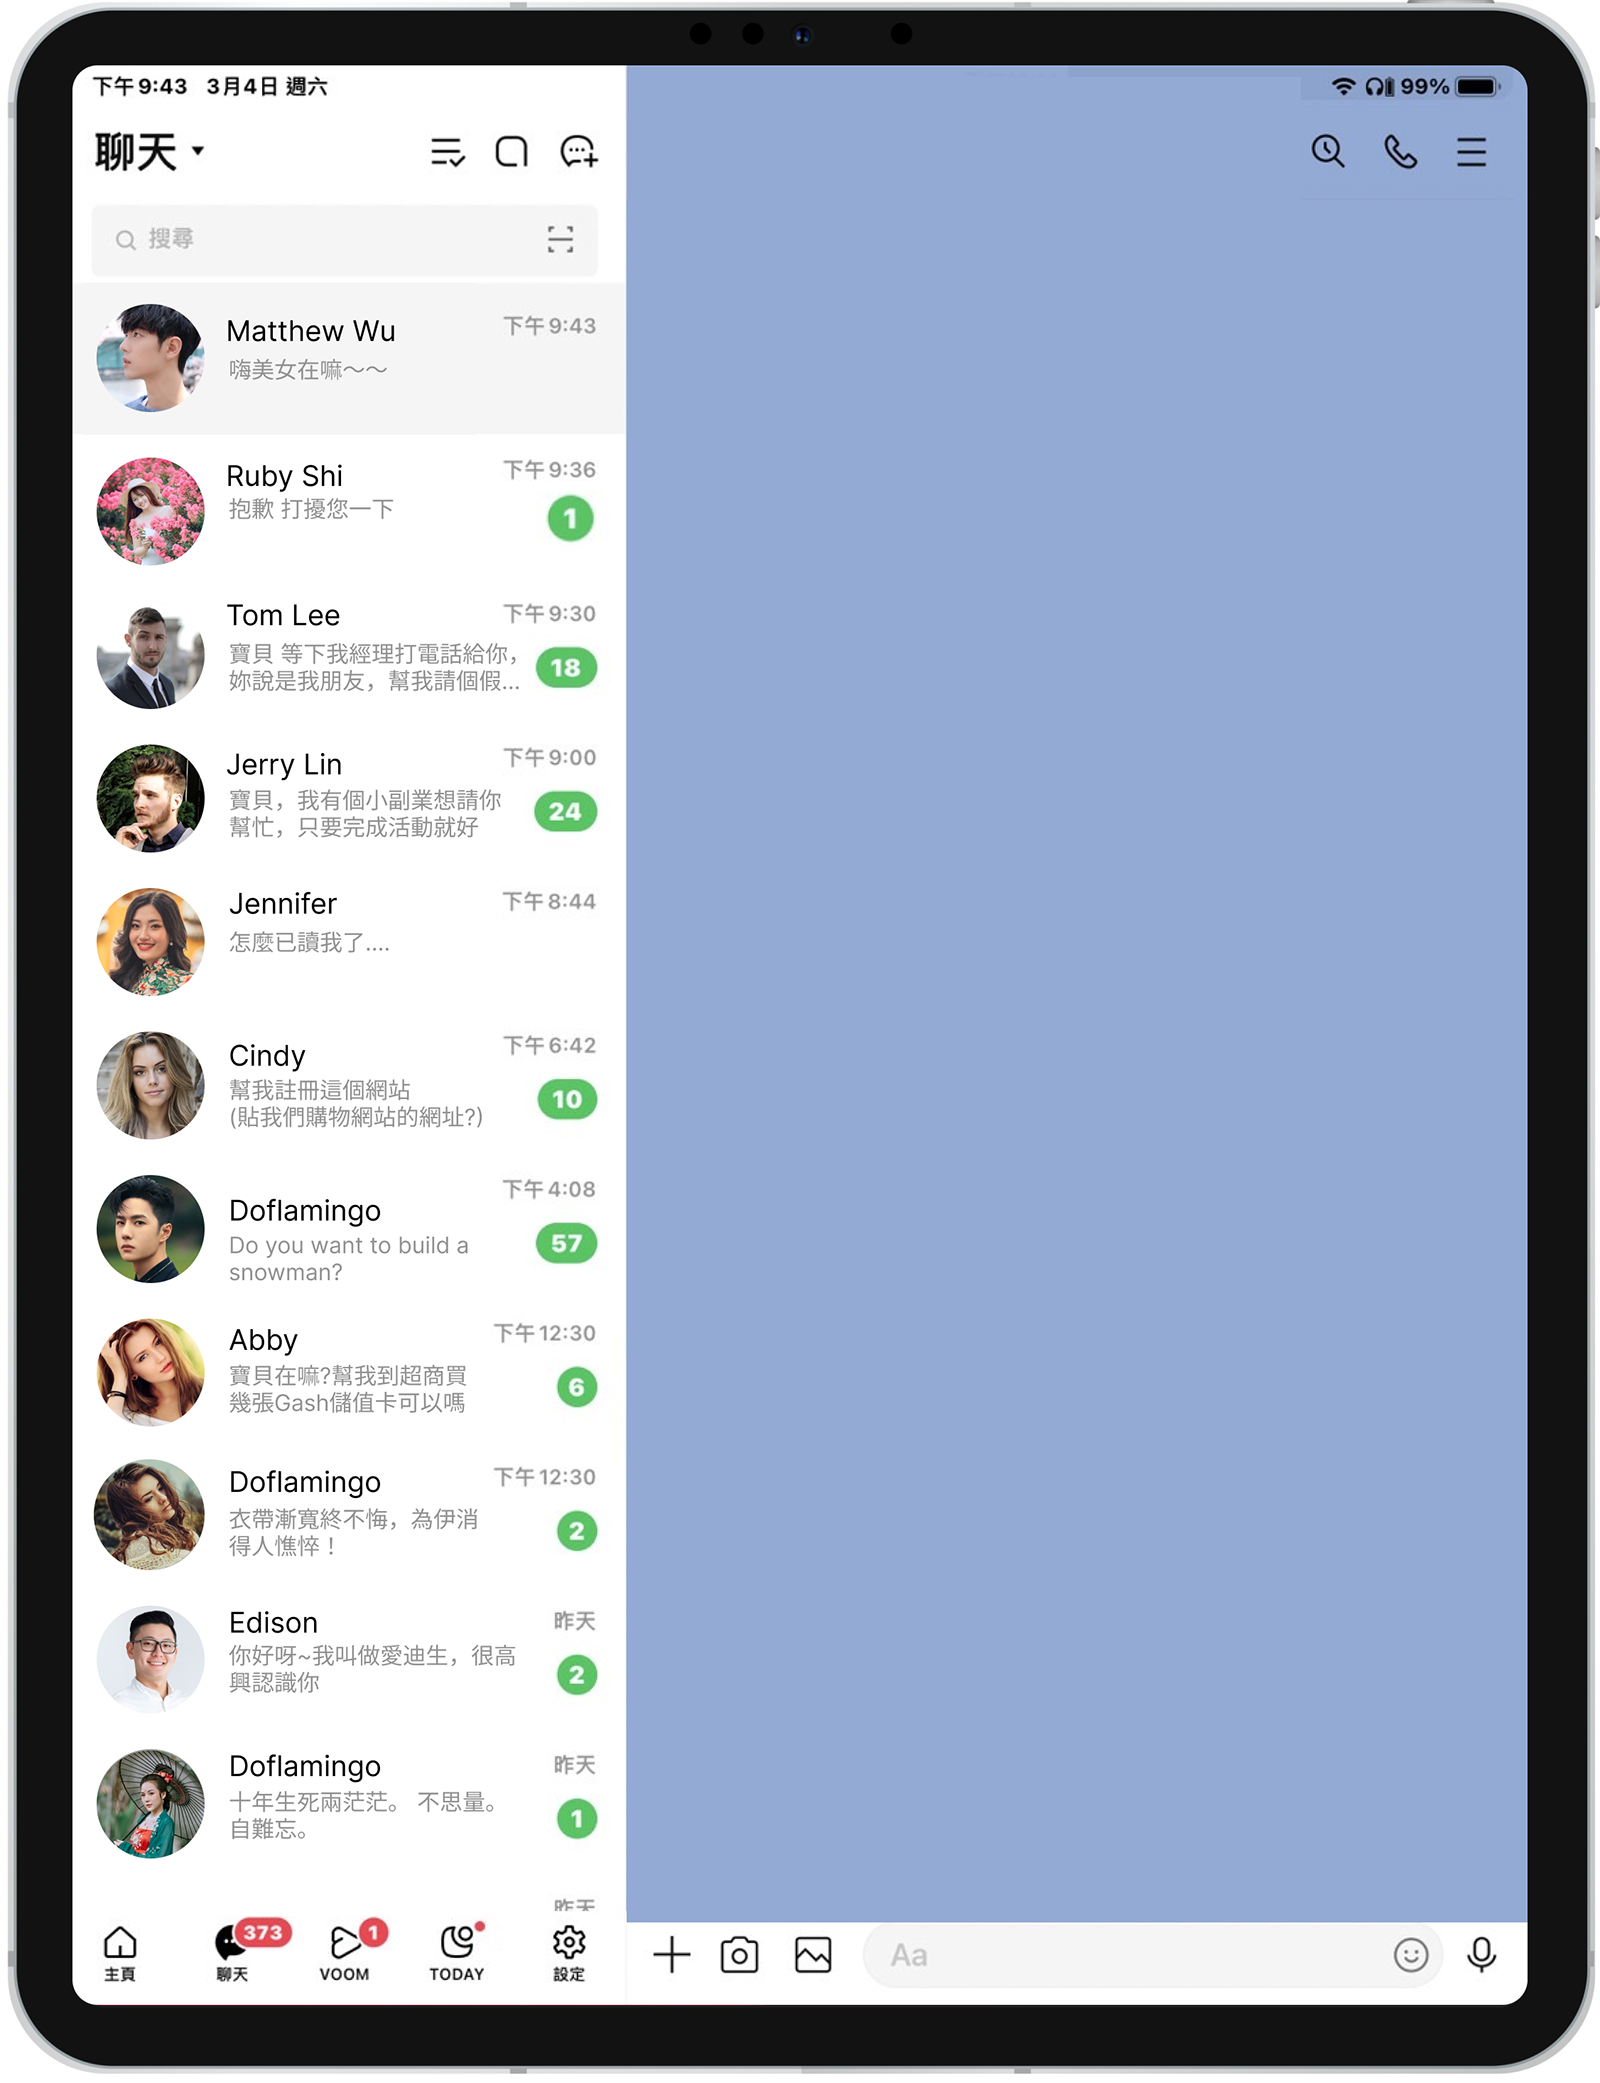 下午9:43 3月4日 週六
99%
聊天
搜尋
Matthew Wu
下午9:43
嗨美女在嘛～～
Ruby Shi
下午9:36
抱歉 打擾您一下
1
Tom Lee
下午9:30
寶貝 等下我經理打電話給你，
妳說是我朋友，幫我請個假...
18
Jerry Lin
下午9:00
寶貝，我有個小副業想請你
幫忙，只要完成活動就好
24
Jennifer
下午8:44
怎麼已讀我了....
Cindy
下午6:42
幫我註冊這個網站
(貼我們購物網站的網址?)
10
Doflamingo
下午4:08
Do you want to build a
snowman?
57
Abby
下午12:30
寶貝在嘛?幫我到超商買
幾張Gash儲值卡可以嗎
6
Doflamingo
下午12:30
衣帶漸寬終不悔，為伊消
得人憔悴！
2
Edison
昨天
你好呀~我叫做愛迪生，很高
興認識你
2
Doflamingo
昨天
十年生死兩茫茫。 不思量。
自難忘。
1
昨天
373
1
主頁
聊天
VOOM
TODAY
設定
Aa